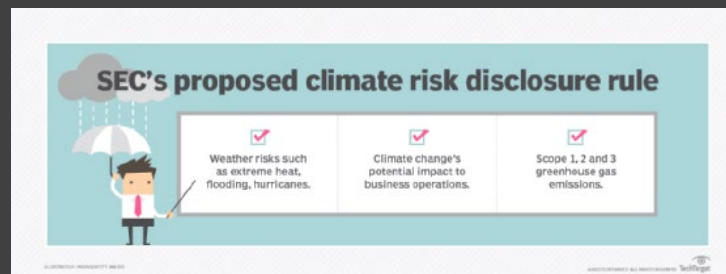 SEC's proposed climate risk disclosure rule
Weather risks such
as extreme heat,
flooding, hurricanes.
Climate change's
potential impact to
business operations.
Scope 1, 2 and 3
greenhouse gas
emissions.
TechTarget